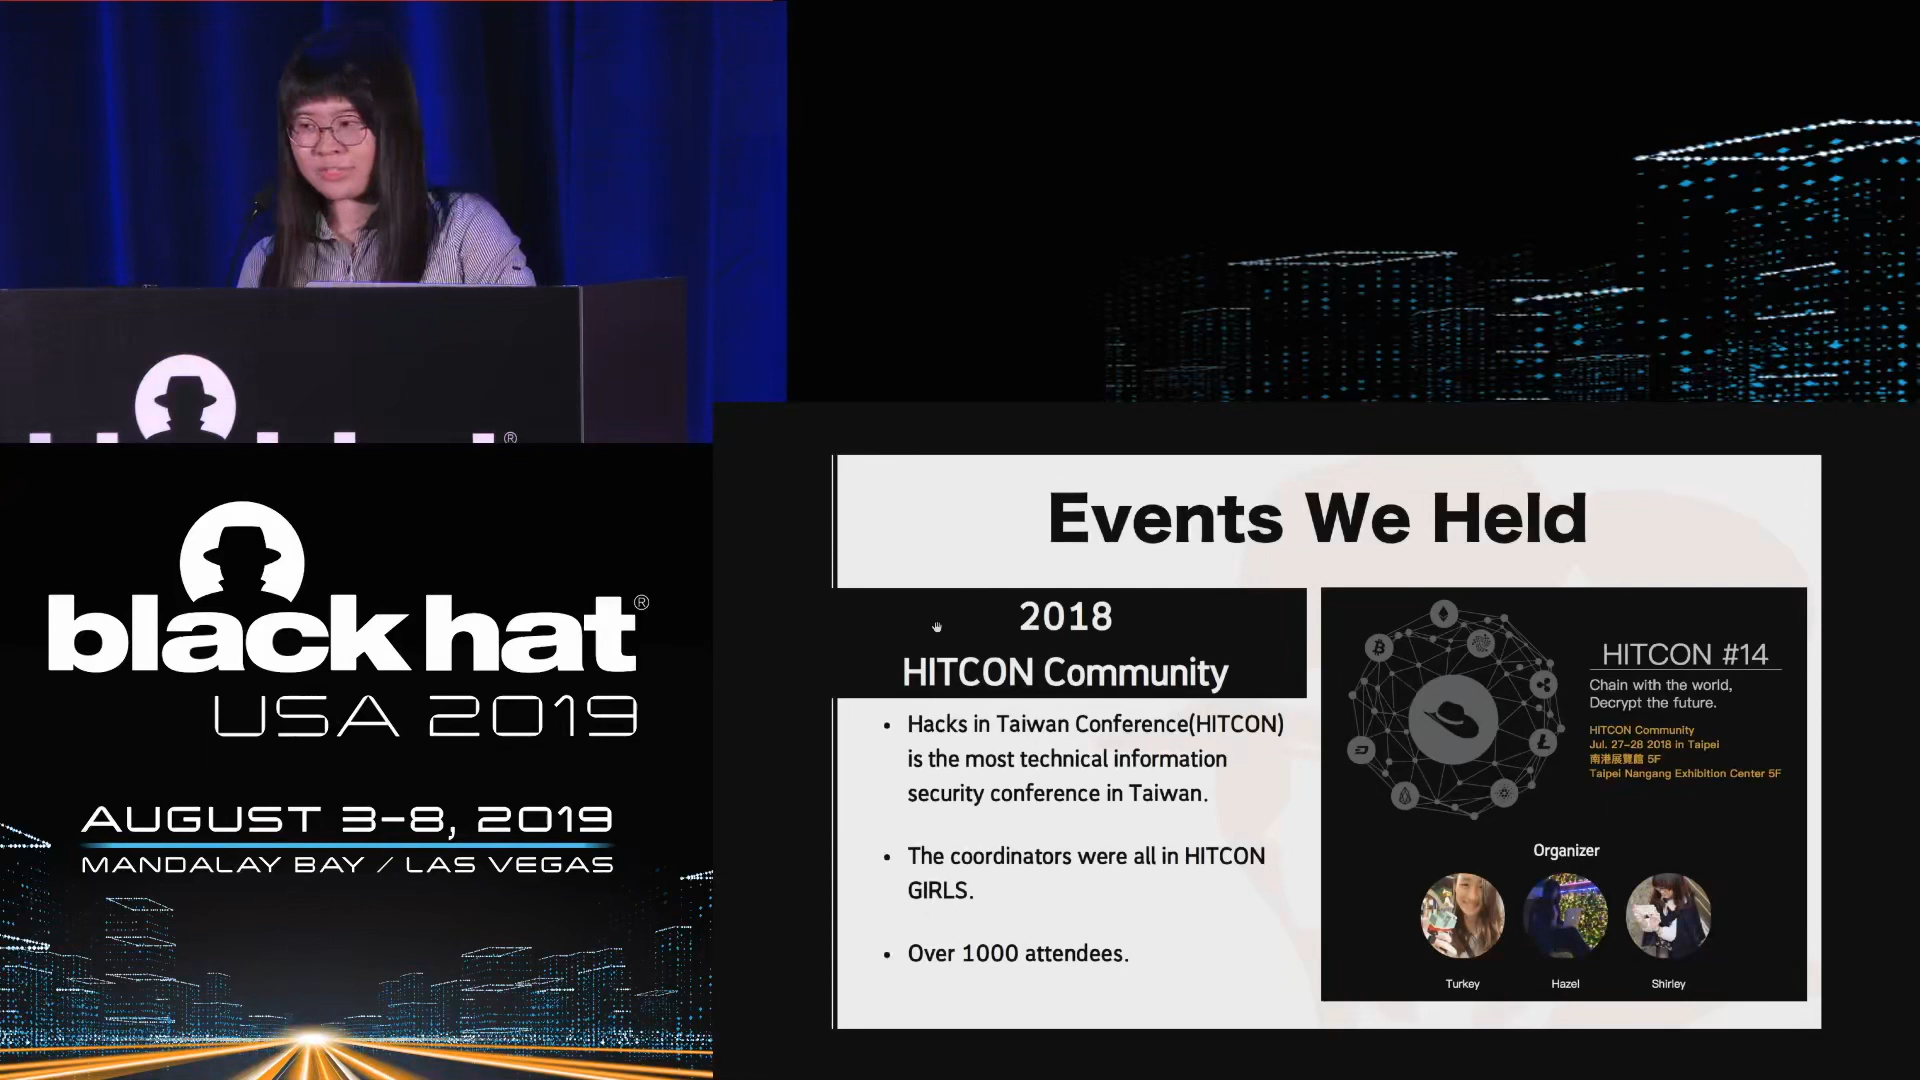 ®
black hat®
USA 2019
AUGUST 3-8, 2019
MANDALAY BAY / LAS VEGAS
Events We Held
2018
HITCON Community
• Hacks in Taiwan Conference(HITCON)
is the most technical information
security conference in Taiwan.
• The coordinators were all in HITCON
GIRLS.
• Over 1000 attendees.
HITCON #14
Chain with the world,
Decrypt the future.
HITCON Community
Jul. 27-28 2018 in Taipei
南港展覽館 5F
Taipei Nangang Exhibition Center 5F
Organizer
Turkey
Hazel
Shirley